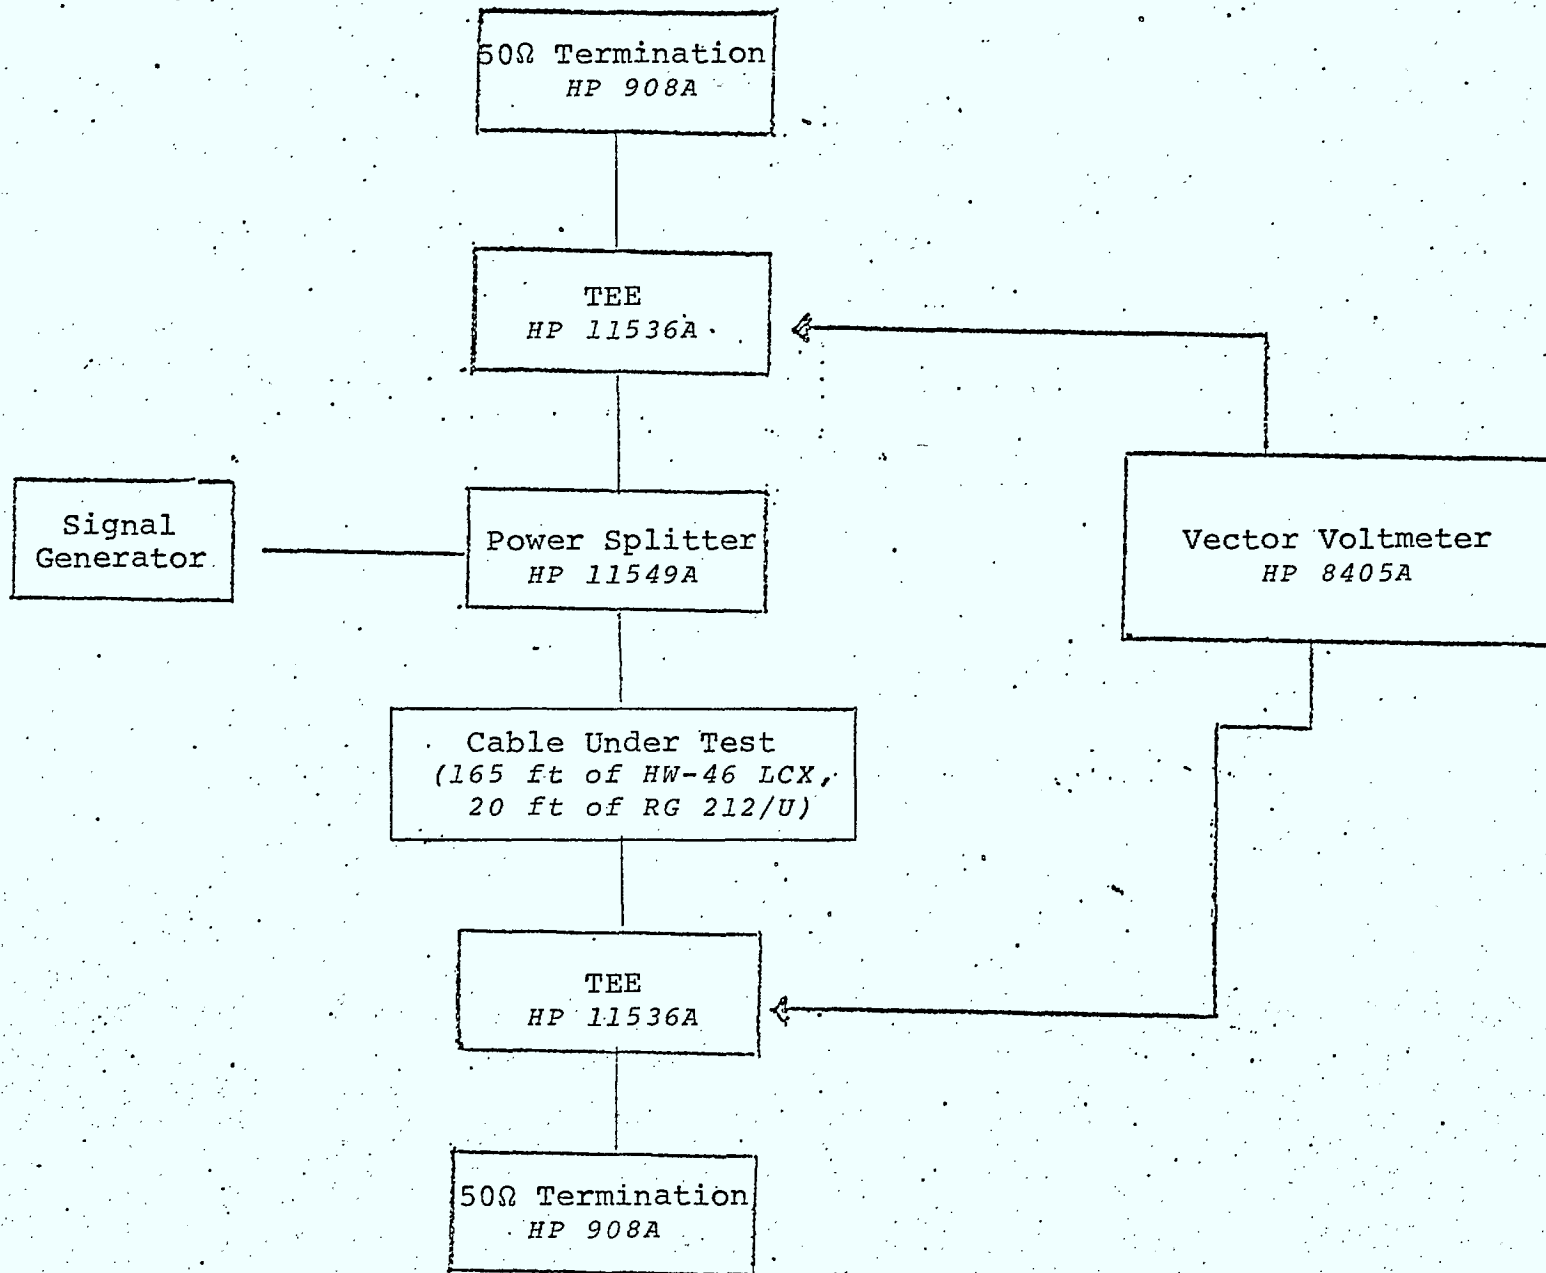 50Ω Termination
HP 908A
TEE
HP 11536A
Signal
Generator
Power Splitter
HP 11549A
Vector Voltmeter
HP 8405A
Cable Under Test
(165 ft of HW-46 LCX,
20 ft of RG 212/U)
TEE
HP 11536A
50Ω Termination
HP 908A